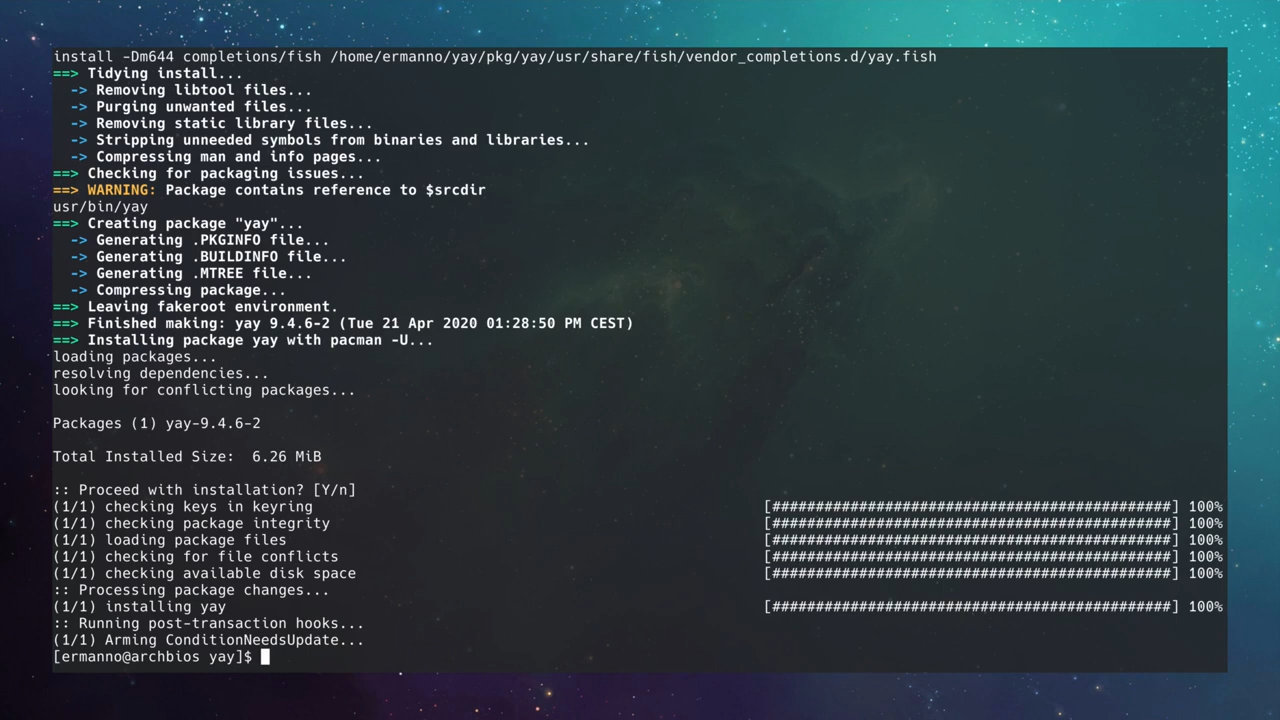 install -Dm644 completions/fish /home/ermanno/yay/pkg/yay/usr/share/fish/vendor_completions.d/yay.fish
==> Tidying install...
  -> Removing libtool files...
  -> Purging unwanted files...
  -> Removing static library files...
  -> Stripping unneeded symbols from binaries and libraries...
  -> Compressing man and info pages...
==> Checking for packaging issues...
==> WARNING: Package contains reference to $srcdir
usr/bin/yay
==> Creating package "yay"...
  -> Generating .PKGINFO file...
  -> Generating .BUILDINFO file...
  -> Generating .MTREE file...
  -> Compressing package...
==> Leaving fakeroot environment.
==> Finished making: yay 9.4.6-2 (Tue 21 Apr 2020 01:28:50 PM CEST)
==> Installing package yay with pacman -U...
loading packages...
resolving dependencies...
looking for conflicting packages...
Packages (1) yay-9.4.6-2
Total Installed Size:  6.26 MiB
:: Proceed with installation? [Y/n]
(1/1) checking keys in keyring [##############################################] 100%
(1/1) checking package integrity [##############################################] 100%
(1/1) loading package files [##############################################] 100%
(1/1) checking for file conflicts [##############################################] 100%
(1/1) checking available disk space [##############################################] 100%
:: Processing package changes...
(1/1) installing yay [##############################################] 100%
:: Running post-transaction hooks...
(1/1) Arming ConditionNeedsUpdate...
[ermanno@archbios yay]$